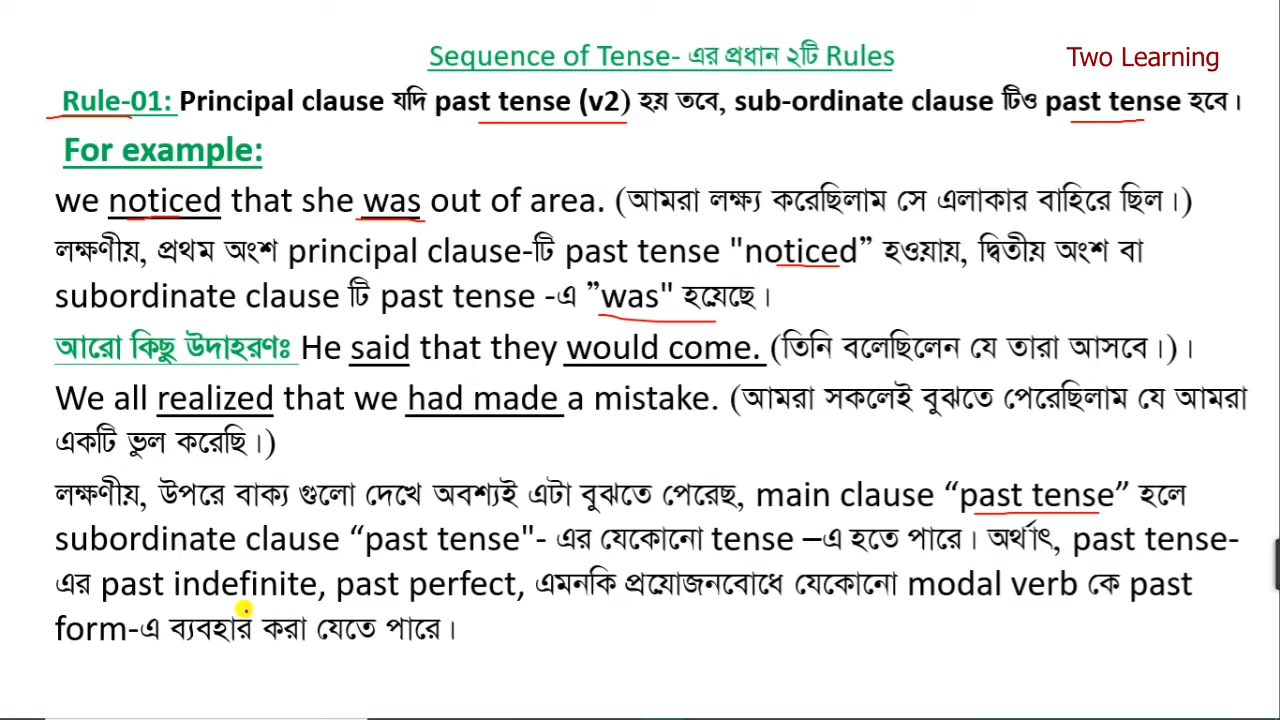 Sequence of Tense- এর প্রধান ২টি Rules
Two Learning
Rule-01: Principal clause যদি past tense (v2) হয় তবে, sub-ordinate clause টিও past tense হবে।
For example:
we noticed that she was out of area. (আমরা লক্ষ্য করেছিলাম সে এলাকার বাহিরে ছিল।)
লক্ষণীয়, প্রথম অংশ principal clause-টি past tense "noticed” হওয়ায়, দ্বিতীয় অংশ বা
subordinate clause টি past tense -এ ”was" হয়েছে।
আরো কিছু উদাহরণঃ He said that they would come. (তিনি বলেছিলেন যে তারা আসবে।)।
We all realized that we had made a mistake. (আমরা সকলেই বুঝতে পেরেছিলাম যে আমরা
একটি ভুল করেছি।)
লক্ষণীয়, উপরে বাক্য গুলো দেখে অবশ্যই এটা বুঝতে পেরেছ, main clause “past tense” হলে
subordinate clause “past tense"- এর যেকোনো tense –এ হতে পারে। অর্থাৎ, past tense-
এর past indefinite, past perfect, এমনকি প্রয়োজনবোধে যেকোনো modal verb কে past
form-এ ব্যবহার করা যেতে পারে।